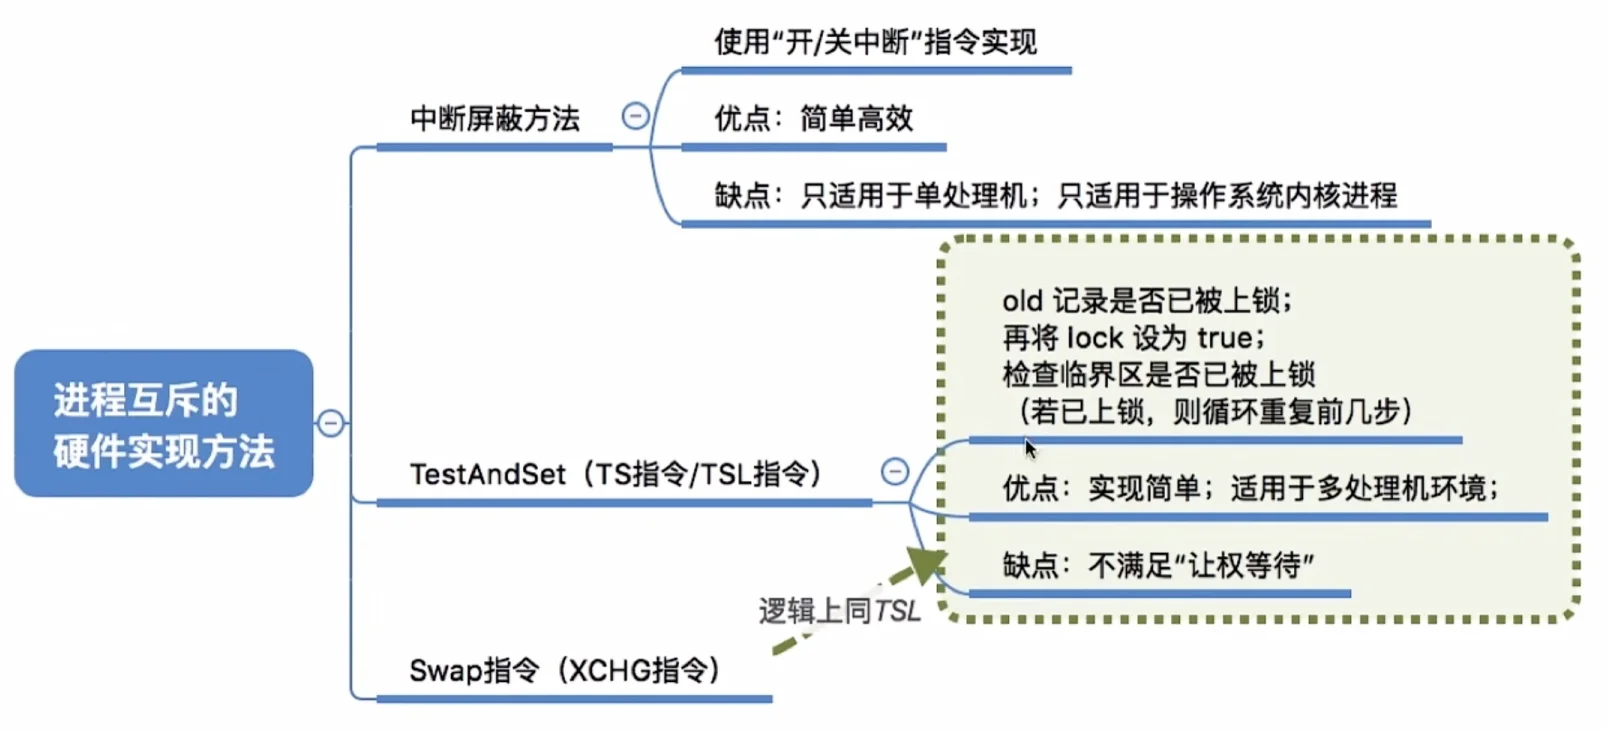 进程互斥的
硬件实现方法
中断屏蔽方法
使用“开/关中断”指令实现
优点：简单高效
缺点：只适用于单处理机；只适用于操作系统内核进程
TestAndSet（TS指令/TSL指令）
old 记录是否已被上锁；
再将 lock 设为 true；
检查临界区是否已被上锁
（若已上锁，则循环重复前几步）
优点：实现简单；适用于多处理机环境；
缺点：不满足“让权等待”
逻辑上同TSL
Swap指令（XCHG指令）